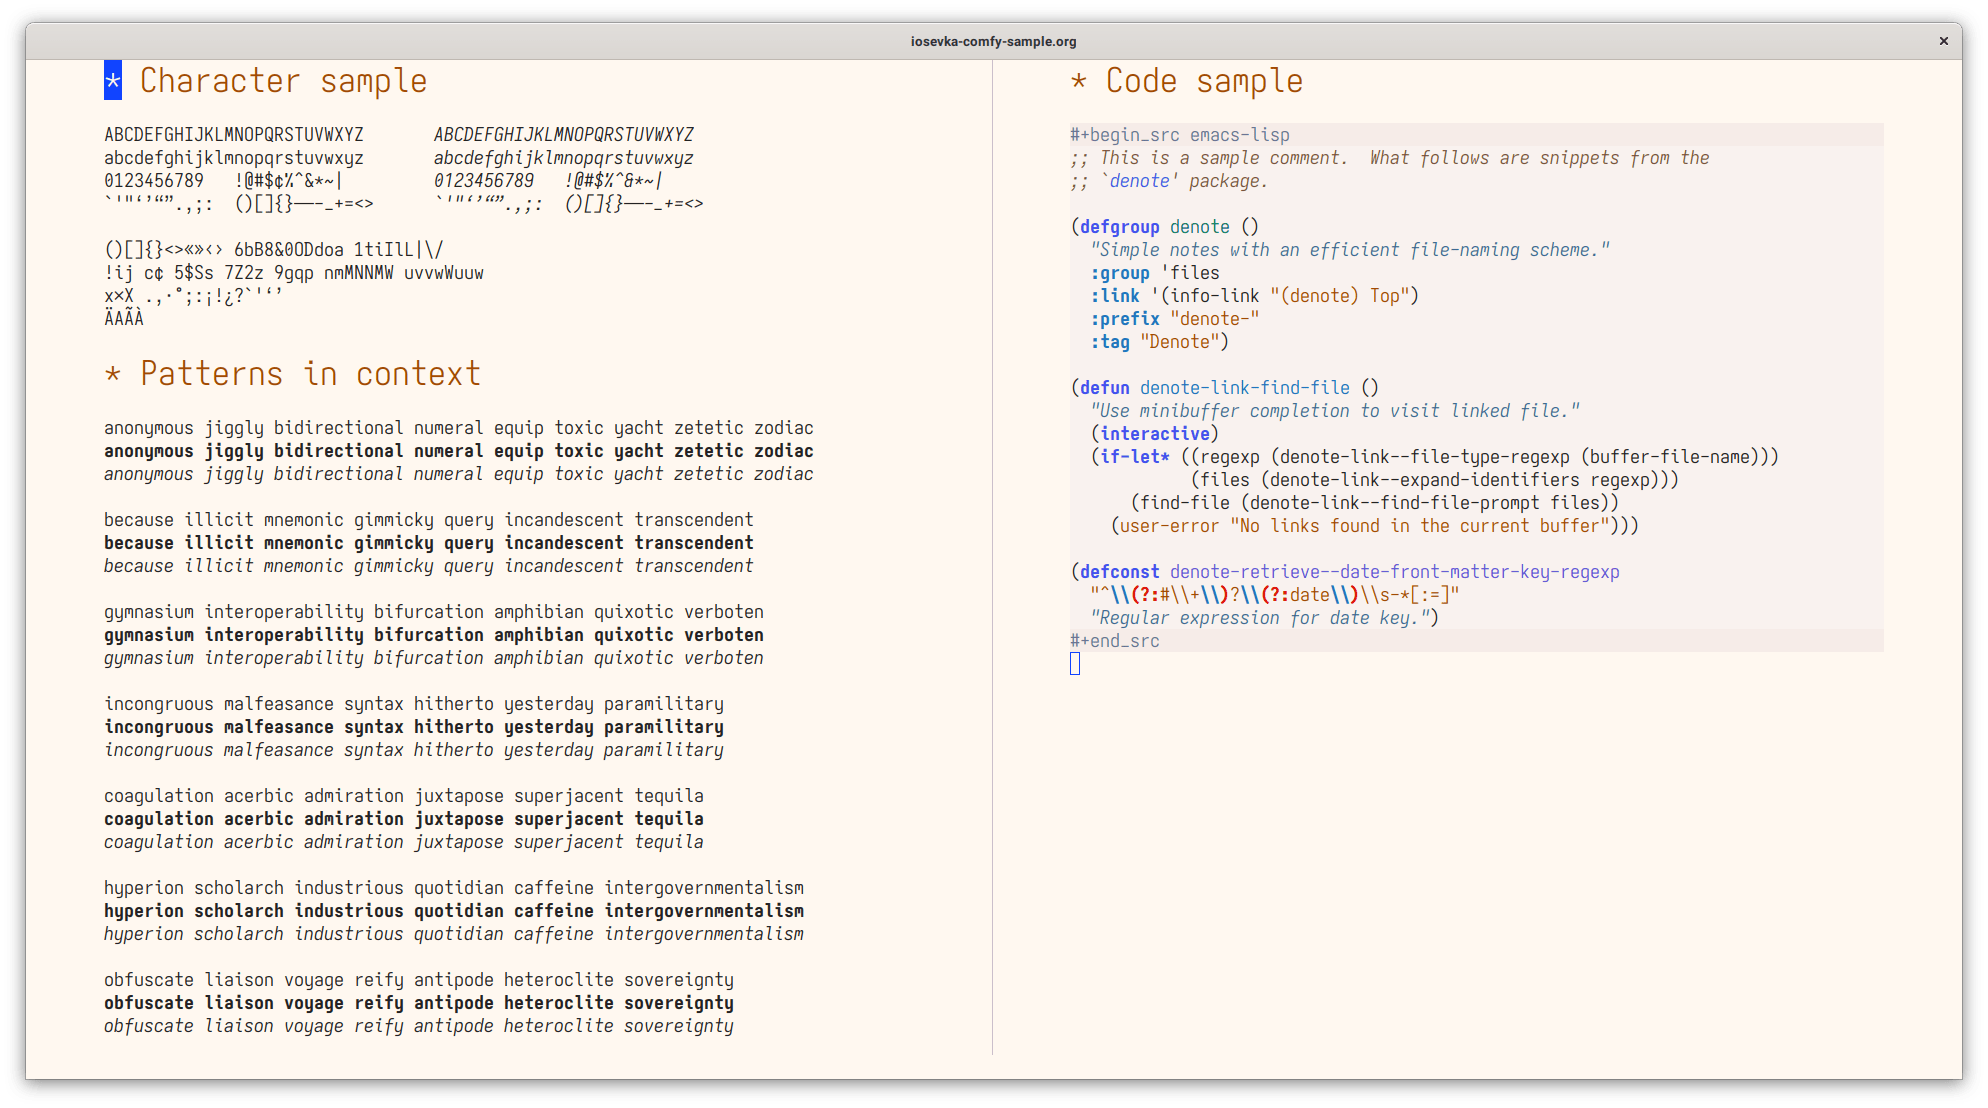 iosevka-comfy-sample.org ×
* Character sample
ABCDEFGHIJKLMNOPQRSTUVWXYZ       ABCDEFGHIJKLMNOPQRSTUVWXYZ
abcdefghijklmnopqrstuvwxyz       abcdefghijklmnopqrstuvwxyz
0123456789   !@#$¢%^&*~|         0123456789   !@#$%^&*~|
`'"‘’“”.,;:  ()[]{}—–-_+=<>      `'"‘’“”.,;:  ()[]{}—–-_+=<>
()[]{}<>«»‹› 6bB8&0ODdoa 1tiIlL|\/
!ij c¢ 5$Ss 7Z2z 9gqp nmMNNMW uvvwWuuw
x×X .,·°;:¡!¿?`'‘’
ÄAÃÀ
* Patterns in context
anonymous jiggly bidirectional numeral equip toxic yacht zetetic zodiac
anonymous jiggly bidirectional numeral equip toxic yacht zetetic zodiac
anonymous jiggly bidirectional numeral equip toxic yacht zetetic zodiac
because illicit mnemonic gimmicky query incandescent transcendent
because illicit mnemonic gimmicky query incandescent transcendent
because illicit mnemonic gimmicky query incandescent transcendent
gymnasium interoperability bifurcation amphibian quixotic verboten
gymnasium interoperability bifurcation amphibian quixotic verboten
gymnasium interoperability bifurcation amphibian quixotic verboten
incongruous malfeasance syntax hitherto yesterday paramilitary
incongruous malfeasance syntax hitherto yesterday paramilitary
incongruous malfeasance syntax hitherto yesterday paramilitary
coagulation acerbic admiration juxtapose superjacent tequila
coagulation acerbic admiration juxtapose superjacent tequila
coagulation acerbic admiration juxtapose superjacent tequila
hyperion scholarch industrious quotidian caffeine intergovernmentalism
hyperion scholarch industrious quotidian caffeine intergovernmentalism
hyperion scholarch industrious quotidian caffeine intergovernmentalism
obfuscate liaison voyage reify antipode heteroclite sovereignty
obfuscate liaison voyage reify antipode heteroclite sovereignty
obfuscate liaison voyage reify antipode heteroclite sovereignty
* Code sample
#+begin_src emacs-lisp
;; This is a sample comment.  What follows are snippets from the
;; `denote' package.
(defgroup denote ()
  "Simple notes with an efficient file-naming scheme."
  :group 'files
  :link '(info-link "(denote) Top")
  :prefix "denote-"
  :tag "Denote")
(defun denote-link-find-file ()
  "Use minibuffer completion to visit linked file."
  (interactive)
  (if-let* ((regexp (denote-link--file-type-regexp (buffer-file-name)))
            (files (denote-link--expand-identifiers regexp)))
      (find-file (denote-link--find-file-prompt files))
    (user-error "No links found in the current buffer")))
(defconst denote-retrieve--date-front-matter-key-regexp
  "^\\(?:#\\+\\)?\\(?:date\\)\\s-*[:=]"
  "Regular expression for date key.")
#+end_src